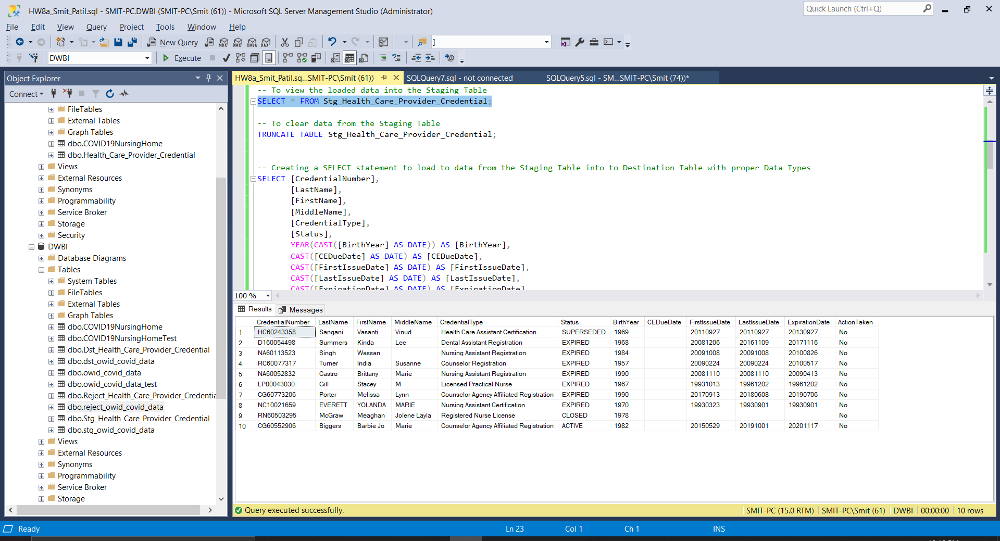 HW8a_Smit_Patil.sql - SMIT-PC.DWBI (SMIT-PC\Smit (61)) - Microsoft SQL Server Management Studio (Administrator)
Quick Launch (Ctrl+Q)
File Edit View Query Project Tools Window Help
New Query MDX DMX XMLA DAX ]
DWBI Execute
Object Explorer
Connect
FileTables
External Tables
Graph Tables
dbo.COVID19NursingHome
dbo.Health_Care_Provider_Credential
Views
External Resources
Synonyms
Programmability
Service Broker
Storage
Security
DWBI
Database Diagrams
Tables
System Tables
FileTables
External Tables
Graph Tables
dbo.COVID19NursingHome
dbo.COVID19NursingHomeTest
dbo.Dst_Health_Care_Provider_Credential
dbo.dst_owid_covid_data
dbo.owid_covid_data
dbo.owid_covid_data_test
dbo.Reject_Health_Care_Provider_Credentia
dbo.reject_owid_covid_data
dbo.Stg_Health_Care_Provider_Credential
dbo.stg_owid_covid_data
Views
External Resources
Synonyms
Programmability
Service Broker
Storage
HW8a_Smit_Patil.sq...SMIT-PC\Smit (61)) SQLQuery7.sql - not connected SQLQuery5.sql - SM...SMIT-PC\Smit (74))*
-- To view the loaded data into the Staging Table
SELECT * FROM Stg_Health_Care_Provider_Credential;
-- To clear data from the Staging Table
TRUNCATE TABLE Stg_Health_Care_Provider_Credential;
-- Creating a SELECT statement to load to data from the Staging Table into to Destination Table with proper Data Types
SELECT [CredentialNumber],
[LastName],
[FirstName],
[MiddleName],
[CredentialType],
[Status],
YEAR(CAST([BirthYear] AS DATE)) AS [BirthYear],
CAST([CEDueDate] AS DATE) AS [CEDueDate],
CAST([FirstIssueDate] AS DATE) AS [FirstIssueDate],
CAST([LastIssueDate] AS DATE) AS [LastIssueDate],
CAST([ExpirationDate] AS DATE) AS [ExpirationDate]
100 %
Results Messages
CredentialNumber LastName FirstName MiddleName CredentialType Status BirthYear CEDueDate FirstIssueDate LastIssueDate ExpirationDate ActionTaken
1 HC60243358 Sangani Vasanti Vinud Health Care Assistant Certification SUPERSEDED 1969 20110927 20110927 20130927 No
2 D160054498 Summers Kinda Lee Dental Assistant Registration EXPIRED 1968 20081206 20161109 20171116 No
3 NA60113523 Singh Wassan Nursing Assistant Registration EXPIRED 1984 20091008 20091008 20100826 No
4 RC60077317 Turner India Susanne Counselor Registration EXPIRED 1957 20090224 20090224 20100517 No
5 NA60052832 Castro Brittany Marie Nursing Assistant Registration EXPIRED 1990 20081110 20081110 20090413 No
6 LP00043030 Gill Stacey M Licensed Practical Nurse EXPIRED 1967 19931013 19961202 19961202 No
7 CG60773206 Porter Melissa Lynn Counselor Agency Affiliated Registration EXPIRED 1990 20170913 20180608 20190706 No
8 NC10021659 EVERETT YOLANDA MARIE Nursing Assistant Certification EXPIRED 1970 19930323 19930901 19930901 No
9 RN60503295 McGraw Meaghan Jolene Layla Registered Nurse License CLOSED 1978 No
10 CG60552906 Biggers Barbie Jo Marie Counselor Agency Affiliated Registration ACTIVE 1982 20150529 20191001 20201117 No
Query executed successfully. SMIT-PC (15.0 RTM) SMIT-PC\Smit (61) DWBI 00:00:00 10 rows
Ready Ln 23 Col 1 Ch 1 INS